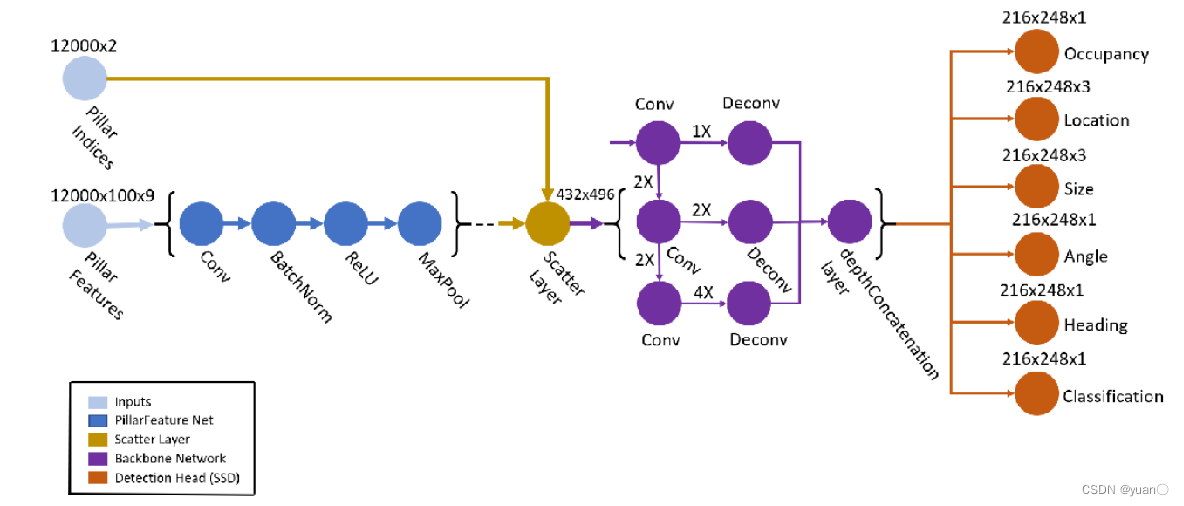 12000x2
Pillar
Indices
12000x100x9
Pillar
Features
Conv
BatchNorm
ReLU
MaxPool
Scatter
Layer
432x496
Conv
Deconv
1X
2X
2X
Conv
Deconv
2X
4X
Conv
Deconv
depthConcatenation
layer
216x248x1
Occupancy
216x248x3
Location
216x248x3
Size
216x248x1
Angle
216x248x1
Heading
216x248x1
Classification
Inputs
PillarFeature Net
Scatter Layer
Backbone Network
Detection Head (SSD)
CSDN @yuan〇